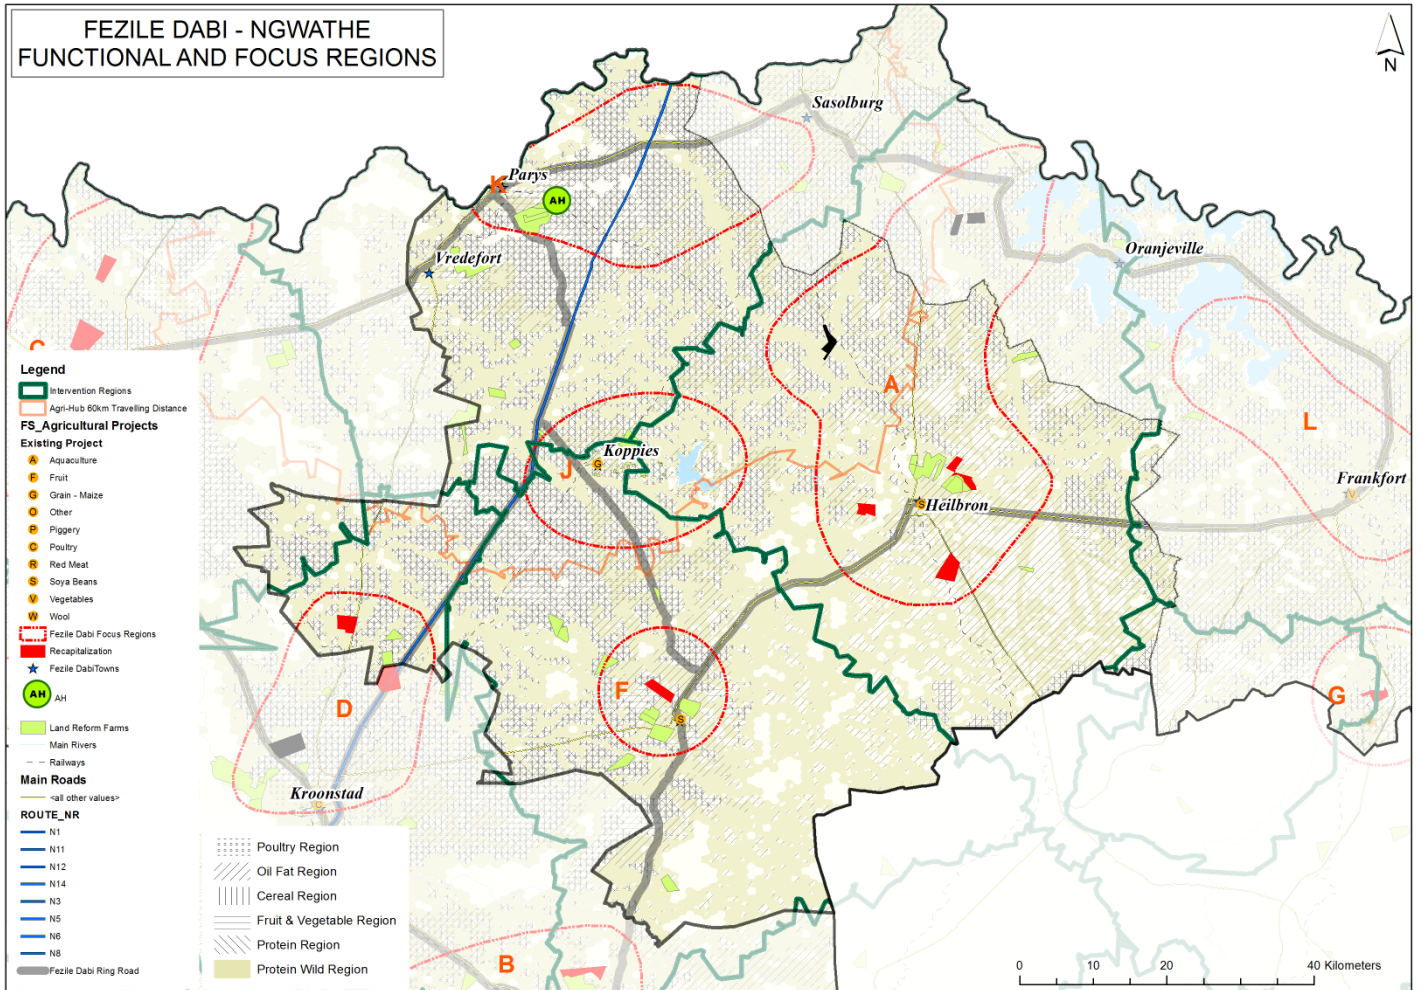 FEZILE DABI - NGWATHE
FUNCTIONAL AND FOCUS REGIONS
N
Sasolburg
K
Parys
AH
Vredefort
Oranjeville
C
A
L
J
G
Koppies
Frankfort
V
S
Heilbron
F
S
D
G
Kroonstad
C
B
Legend
Intervention Regions
Agri-Hub 60km Travelling Distance
FS_Agricultural Projects
Existing Project
A Aquaculture
F Fruit
G Grain - Maize
O Other
P Piggery
C Poultry
R Red Meat
S Soya Beans
V Vegetables
W Wool
Fezile Dabi Focus Regions
Recapitalization
Fezile DabiTowns
AH AH
Land Reform Farms
Main Rivers
Railways
Main Roads
<all other values>
ROUTE_NR
N1
N11
N12
N14
N3
N5
N6
N8
Fezile Dabi Ring Road
Poultry Region
Oil Fat Region
Cereal Region
Fruit & Vegetable Region
Protein Region
Protein Wild Region
0 10 20 40 Kilometers